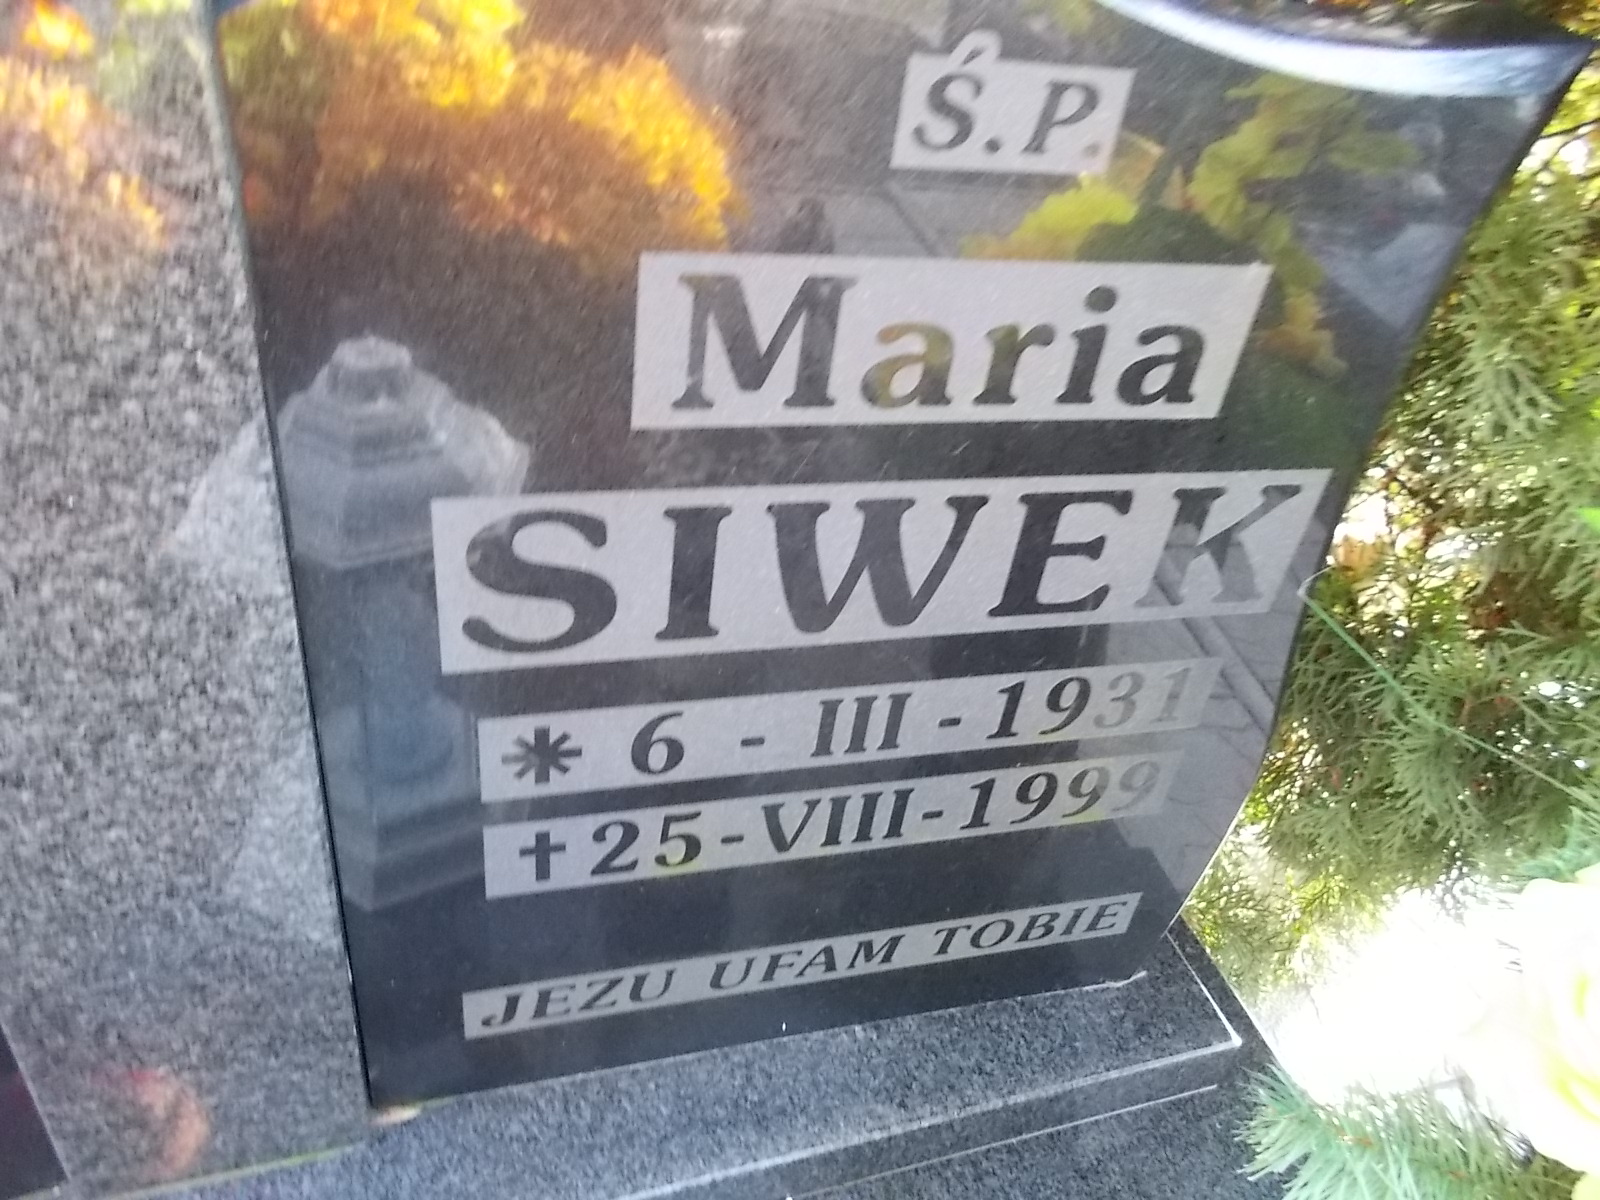 Ś.P.
Maria
SIWEK
* 6 - III - 1931
† 25 - VIII - 1999
JEZU UFAM TOBIE